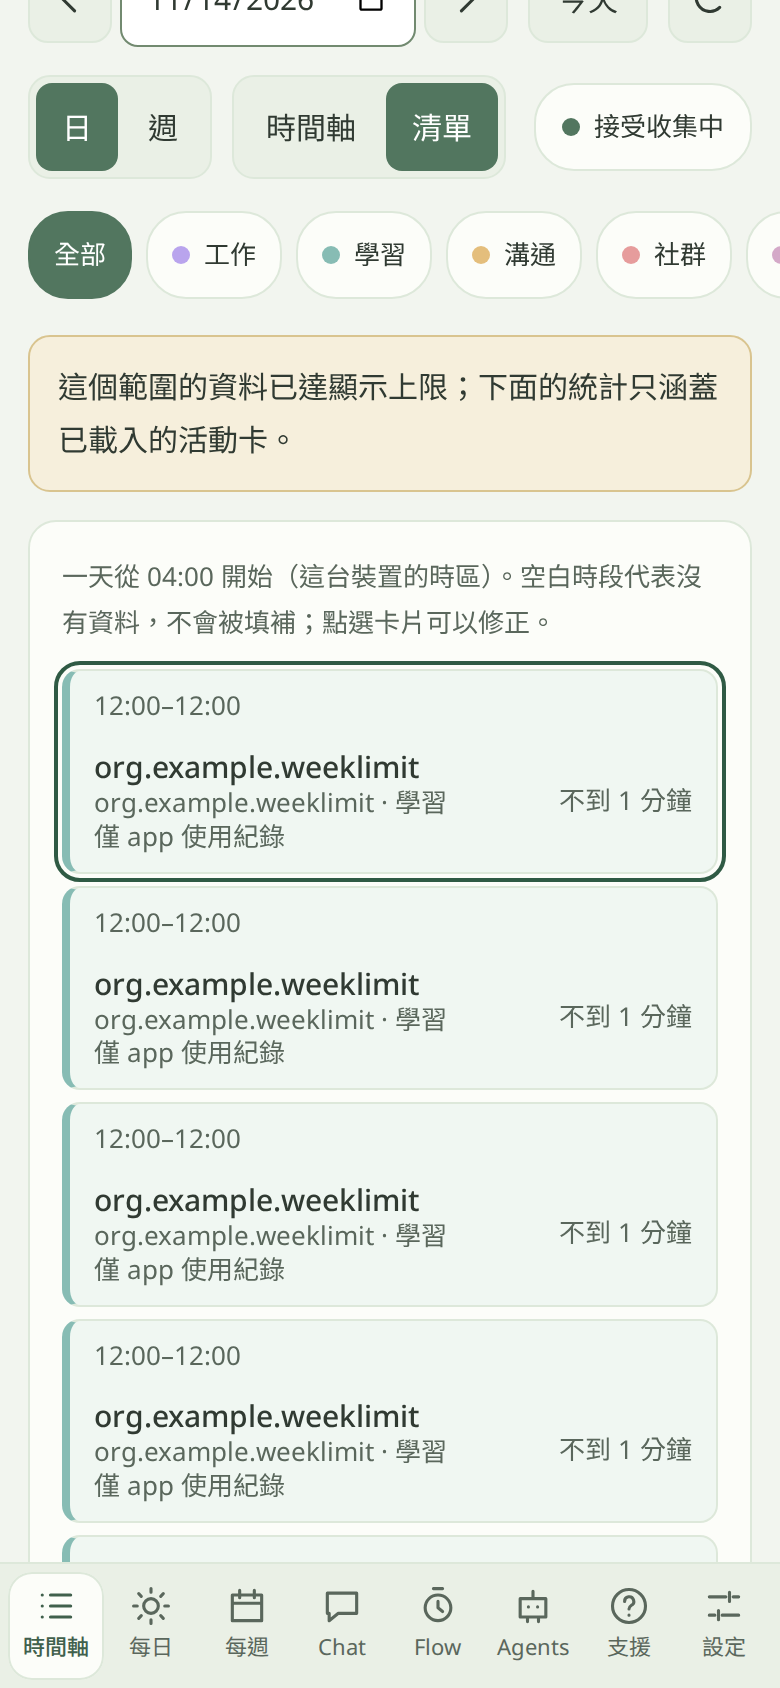 11/14/2026
今天
日
週
時間軸
清單
接受收集中
全部
工作
學習
溝通
社群
這個範圍的資料已達顯示上限；下面的統計只涵蓋
已載入的活動卡。
一天從 04:00 開始（這台裝置的時區）。空白時段代表沒
有資料，不會被填補；點選卡片可以修正。
12:00–12:00
org.example.weeklimit
org.example.weeklimit · 學習
僅 app 使用紀錄
不到 1 分鐘
12:00–12:00
org.example.weeklimit
org.example.weeklimit · 學習
僅 app 使用紀錄
不到 1 分鐘
12:00–12:00
org.example.weeklimit
org.example.weeklimit · 學習
僅 app 使用紀錄
不到 1 分鐘
12:00–12:00
org.example.weeklimit
org.example.weeklimit · 學習
僅 app 使用紀錄
不到 1 分鐘
時間軸
每日
每週
Chat
Flow
Agents
支援
設定